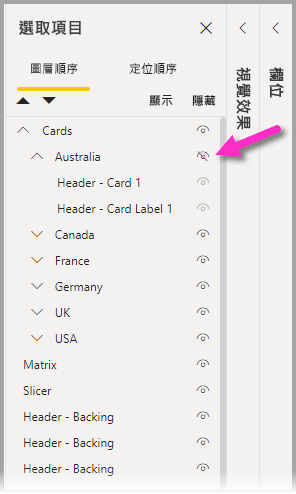 選取項目
圖層順序 定位順序
顯示 隱藏
Cards
Australia
Header - Card 1
Header - Card Label 1
Canada
France
Germany
UK
USA
Matrix
Slicer
Header - Backing
Header - Backing
Header - Backing
視覺效果
欄位